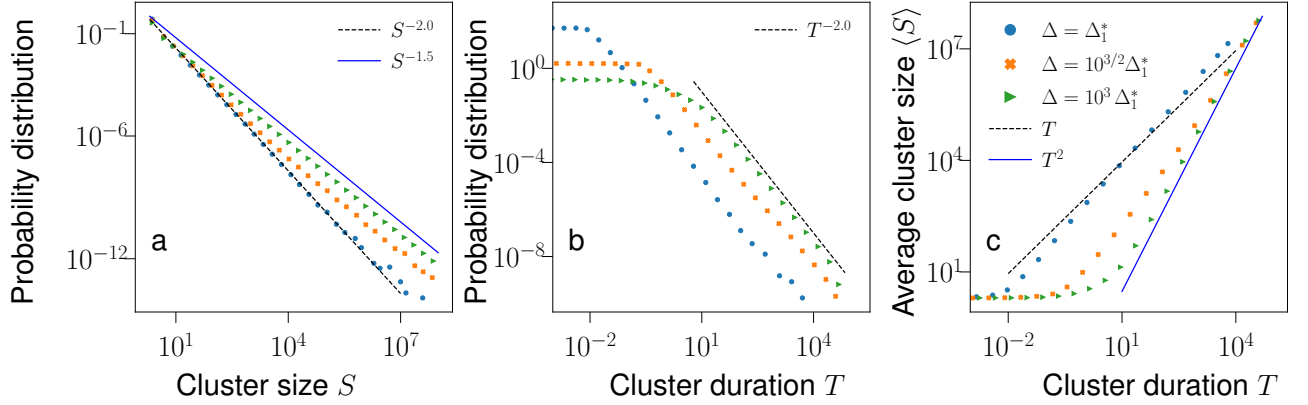 Probability distribution
10^{-1}
10^{-6}
10^{-12}
S^{-2.0}
S^{-1.5}
a
10^1
10^4
10^7
Cluster size S
Probability distribution
10^0
10^{-4}
10^{-8}
T^{-2.0}
b
10^{-2}
10^1
10^4
Cluster duration T
Average cluster size ⟨S⟩
10^7
10^4
10^1
Δ = Δ_1^*
Δ = 10^{3/2}Δ_1^*
Δ = 10^3 Δ_1^*
T
T^2
c
10^{-2}
10^1
10^4
Cluster duration T